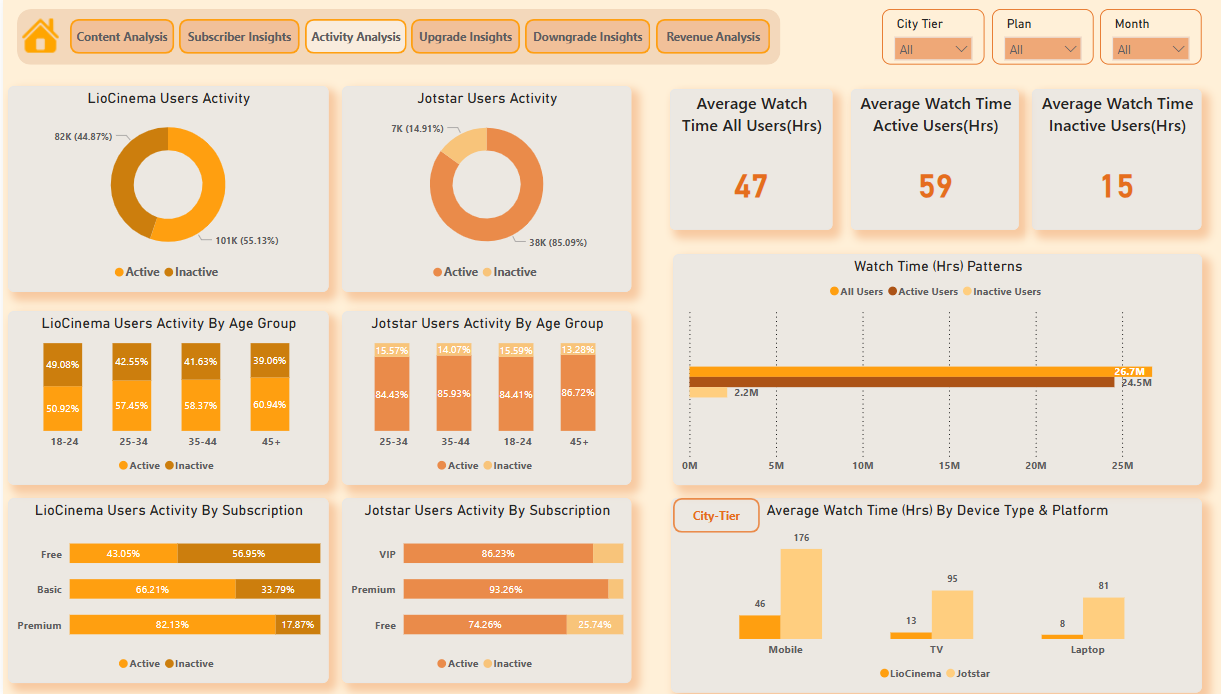 Content Analysis
Subscriber Insights
Activity Analysis
Upgrade Insights
Downgrade Insights
Revenue Analysis
City Tier
All
Plan
All
Month
All
LioCinema Users Activity
82K (44.87%)
101K (55.13%)
Active Inactive
Jotstar Users Activity
7K (14.91%)
38K (85.09%)
Active Inactive
Average Watch
Time All Users(Hrs)
47
Average Watch Time
Active Users(Hrs)
59
Average Watch Time
Inactive Users(Hrs)
15
LioCinema Users Activity By Age Group
49.08% 42.55% 41.63% 39.06%
50.92% 57.45% 58.37% 60.94%
18-24 25-34 35-44 45+
Active Inactive
Jotstar Users Activity By Age Group
15.57% 14.07% 15.59% 13.28%
84.43% 85.93% 84.41% 86.72%
25-34 35-44 18-24 45+
Active Inactive
Watch Time (Hrs) Patterns
All Users Active Users Inactive Users
26.7M
24.5M
2.2M
0M 5M 10M 15M 20M 25M
LioCinema Users Activity By Subscription
Free 43.05% 56.95%
Basic 66.21% 33.79%
Premium 82.13% 17.87%
Active Inactive
Jotstar Users Activity By Subscription
VIP 86.23%
Premium 93.26%
Free 74.26% 25.74%
Active Inactive
City-Tier
Average Watch Time (Hrs) By Device Type & Platform
46 176
13 95
8 81
Mobile TV Laptop
LioCinema Jotstar